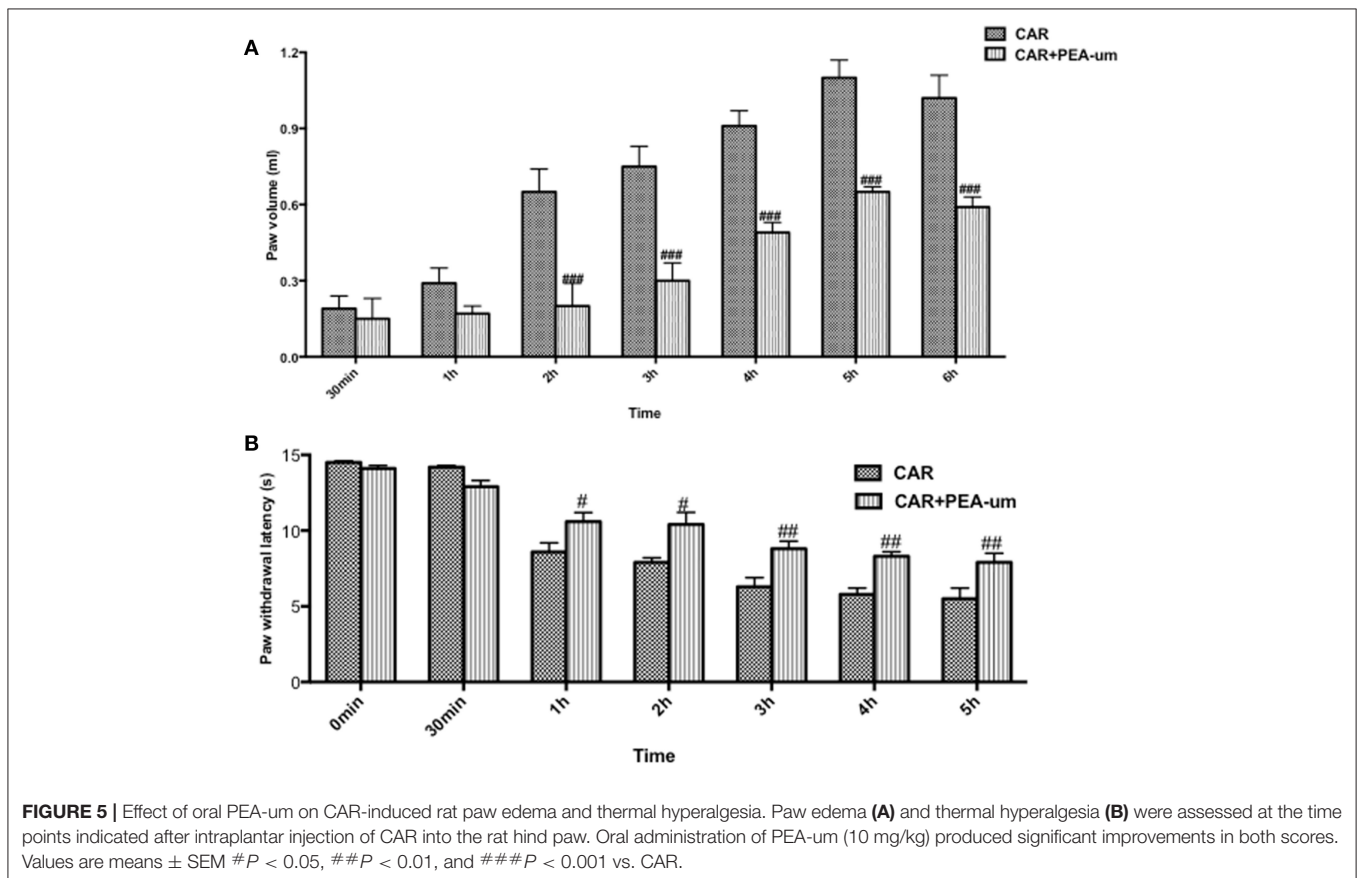 A
CAR
CAR+PEA-um
1.2
0.9
0.6
0.3
0.0
Paw volume (ml)
###
###
###
###
###
30min
1h
2h
3h
4h
5h
6h
Time
B
CAR
CAR+PEA-um
15
10
5
0
Paw withdrawal latency (s)
#
#
##
##
##
0min
30min
1h
2h
3h
4h
5h
Time
FIGURE 5 | Effect of oral PEA-um on CAR-induced rat paw edema and thermal hyperalgesia. Paw edema (A) and thermal hyperalgesia (B) were assessed at the time
points indicated after intraplantar injection of CAR into the rat hind paw. Oral administration of PEA-um (10 mg/kg) produced significant improvements in both scores.
Values are means ± SEM #P < 0.05, ##P < 0.01, and ###P < 0.001 vs. CAR.